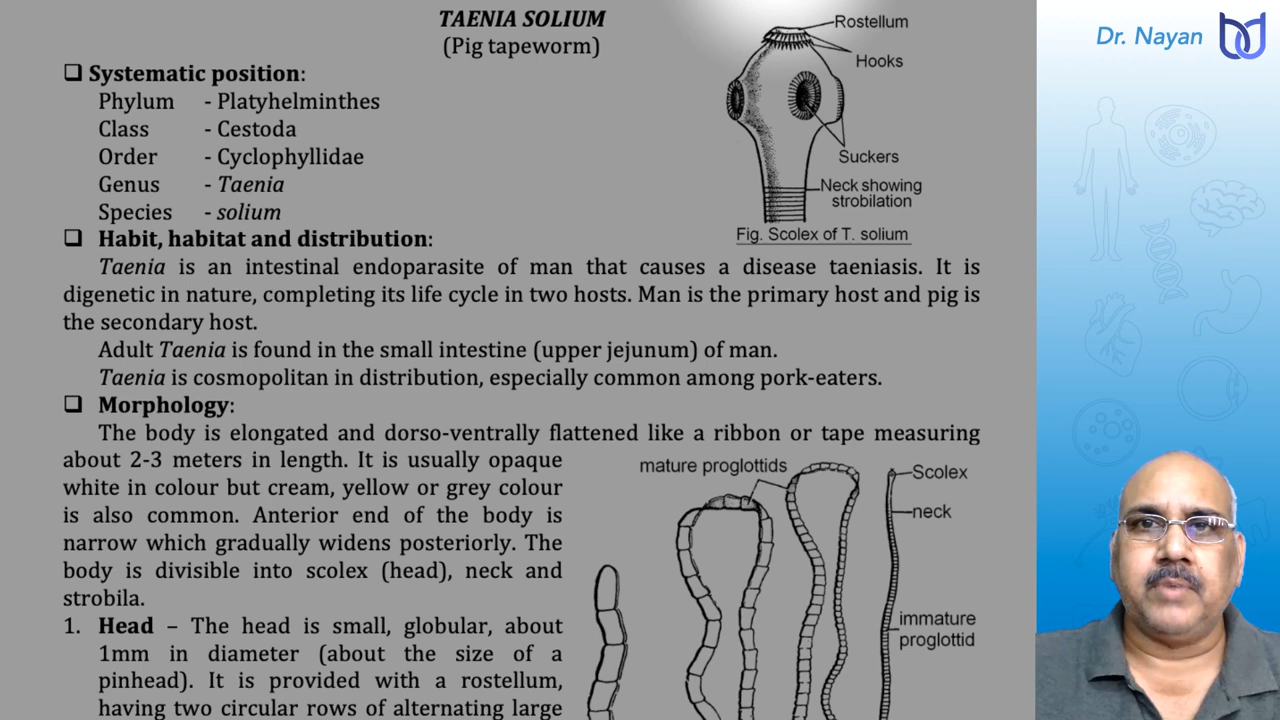 TAENIA SOLIUM
(Pig tapeworm)
❑ Systematic position:
Phylum - Platyhelminthes
Class - Cestoda
Order - Cyclophyllidae
Genus - Taenia
Species - solium
Rostellum
Hooks
Suckers
Neck showing
strobilation
Fig. Scolex of T. solium
Dr. Nayan
❑ Habit, habitat and distribution:
Taenia is an intestinal endoparasite of man that causes a disease taeniasis. It is
digenetic in nature, completing its life cycle in two hosts. Man is the primary host and pig is
the secondary host.
Adult Taenia is found in the small intestine (upper jejunum) of man.
Taenia is cosmopolitan in distribution, especially common among pork-eaters.
❑ Morphology:
The body is elongated and dorso-ventrally flattened like a ribbon or tape measuring
about 2-3 meters in length. It is usually opaque
white in colour but cream, yellow or grey colour
is also common. Anterior end of the body is
narrow which gradually widens posteriorly. The
body is divisible into scolex (head), neck and
strobila.
1. Head – The head is small, globular, about
1mm in diameter (about the size of a
pinhead). It is provided with a rostellum,
having two circular rows of alternating large
mature proglottids
Scolex
neck
immature
proglottid